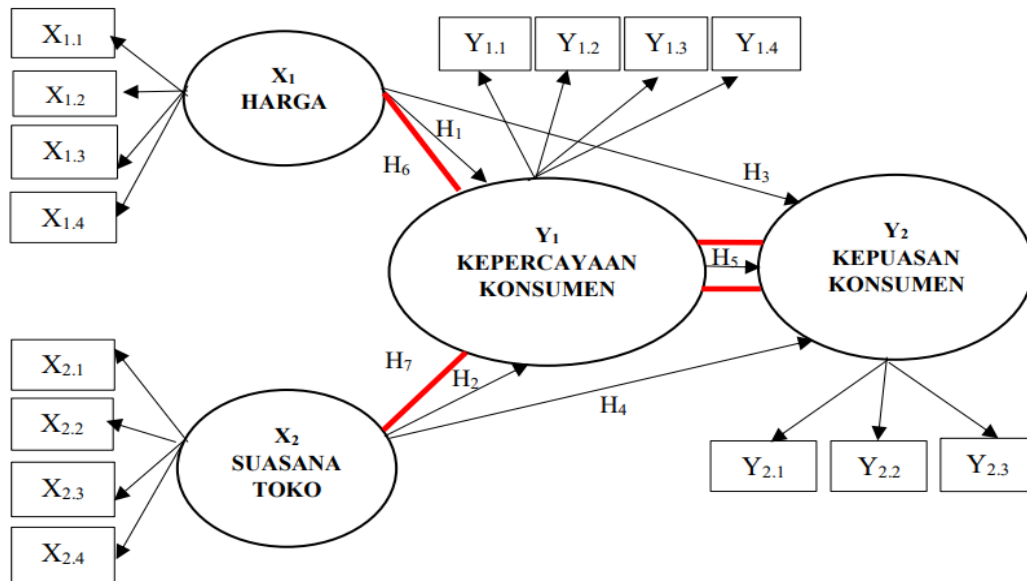 X1.1
X1.2
X1.3
X1.4
X1
HARGA
Y1.1
Y1.2
Y1.3
Y1.4
H1
H6
H3
Y1
KEPERCAYAAN
KONSUMEN
H5
Y2
KEPUASAN
KONSUMEN
X2.1
X2.2
X2.3
X2.4
X2
SUASANA
TOKO
H7
H2
H4
Y2.1
Y2.2
Y2.3